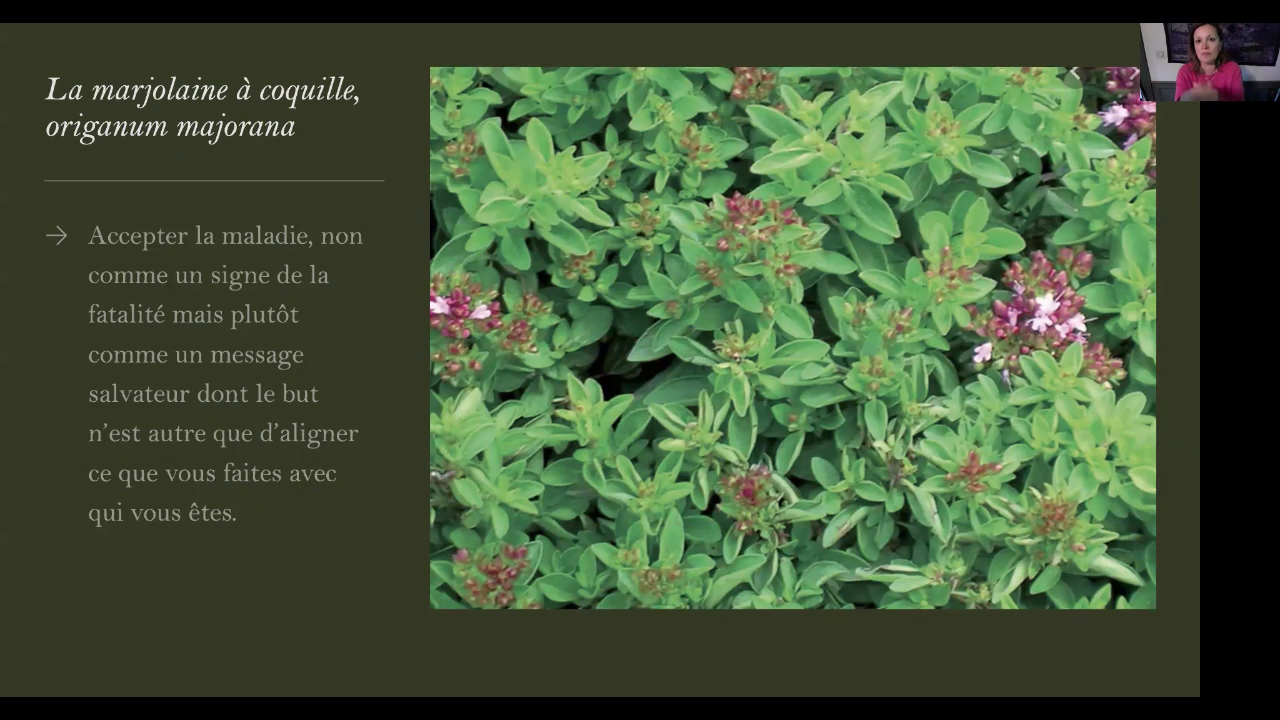 La marjolaine à coquille,
origanum majorana
→ Accepter la maladie, non
comme un signe de la
fatalité mais plutôt
comme un message
salvateur dont le but
n’est autre que d’aligner
ce que vous faites avec
qui vous êtes.